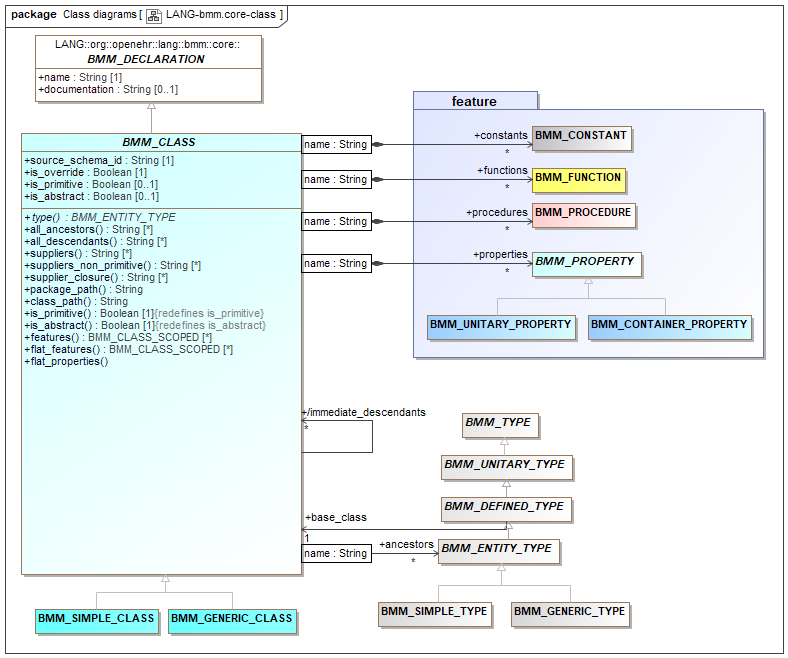 package Class diagrams [ LANG-bmm.core-class ]
LANG::org::openehr::lang::bmm::core::
BMM_DECLARATION
+name : String [1]
+documentation : String [0..1]
BMM_CLASS
+source_schema_id : String [1]
+is_override : Boolean [1]
+is_primitive : Boolean [0..1]
+is_abstract : Boolean [0..1]
+type() : BMM_ENTITY_TYPE
+all_ancestors() : String [*]
+all_descendants() : String [*]
+suppliers() : String [*]
+suppliers_non_primitive() : String [*]
+supplier_closure() : String [*]
+package_path() : String
+class_path() : String
+is_primitive() : Boolean [1]{redefines is_primitive}
+is_abstract() : Boolean [1]{redefines is_abstract}
+features() : BMM_CLASS_SCOPED [*]
+flat_features() : BMM_CLASS_SCOPED [*]
+flat_properties()
feature
name : String
+constants
*
BMM_CONSTANT
name : String
+functions
*
BMM_FUNCTION
name : String
+procedures
*
BMM_PROCEDURE
name : String
+properties
*
BMM_PROPERTY
BMM_UNITARY_PROPERTY
BMM_CONTAINER_PROPERTY
+/immediate_descendants
*
BMM_TYPE
BMM_UNITARY_TYPE
BMM_DEFINED_TYPE
+base_class
1
name : String
+ancestors
*
BMM_ENTITY_TYPE
BMM_SIMPLE_CLASS
BMM_GENERIC_CLASS
BMM_SIMPLE_TYPE
BMM_GENERIC_TYPE